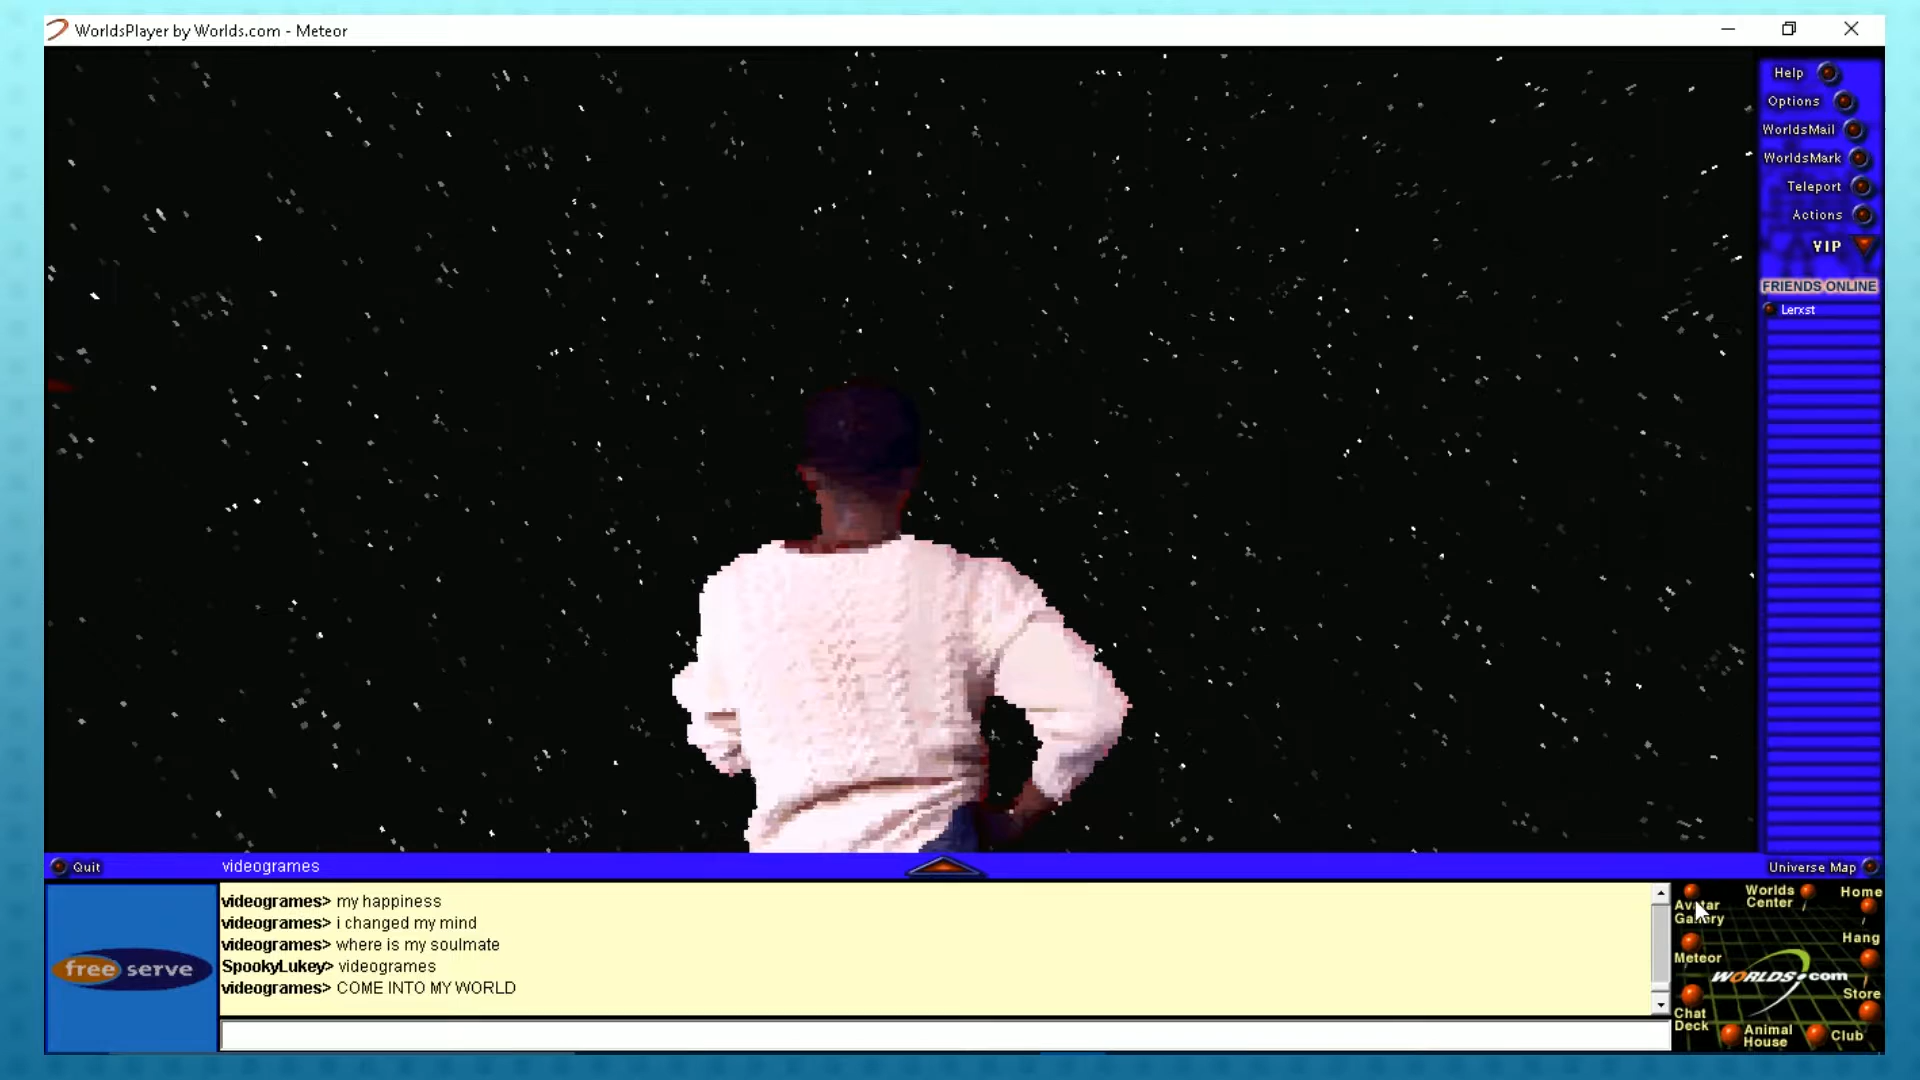 WorldsPlayer by Worlds.com - Meteor
Help
Options
WorldsMail
WorldsMark
Teleport
Actions
VIP
FRIENDS ONLINE
Lerxst
Quit
videogrames
Universe Map
videogrames> my happiness
videogrames> i changed my mind
videogrames> where is my soulmate
SpookyLukey> videogrames
videogrames> COME INTO MY WORLD
free serve
Avatar
Gallery
Worlds
Center
Home
Hang
Meteor
WORLDS.com
Store
Chat
Deck
Animal
House
Club